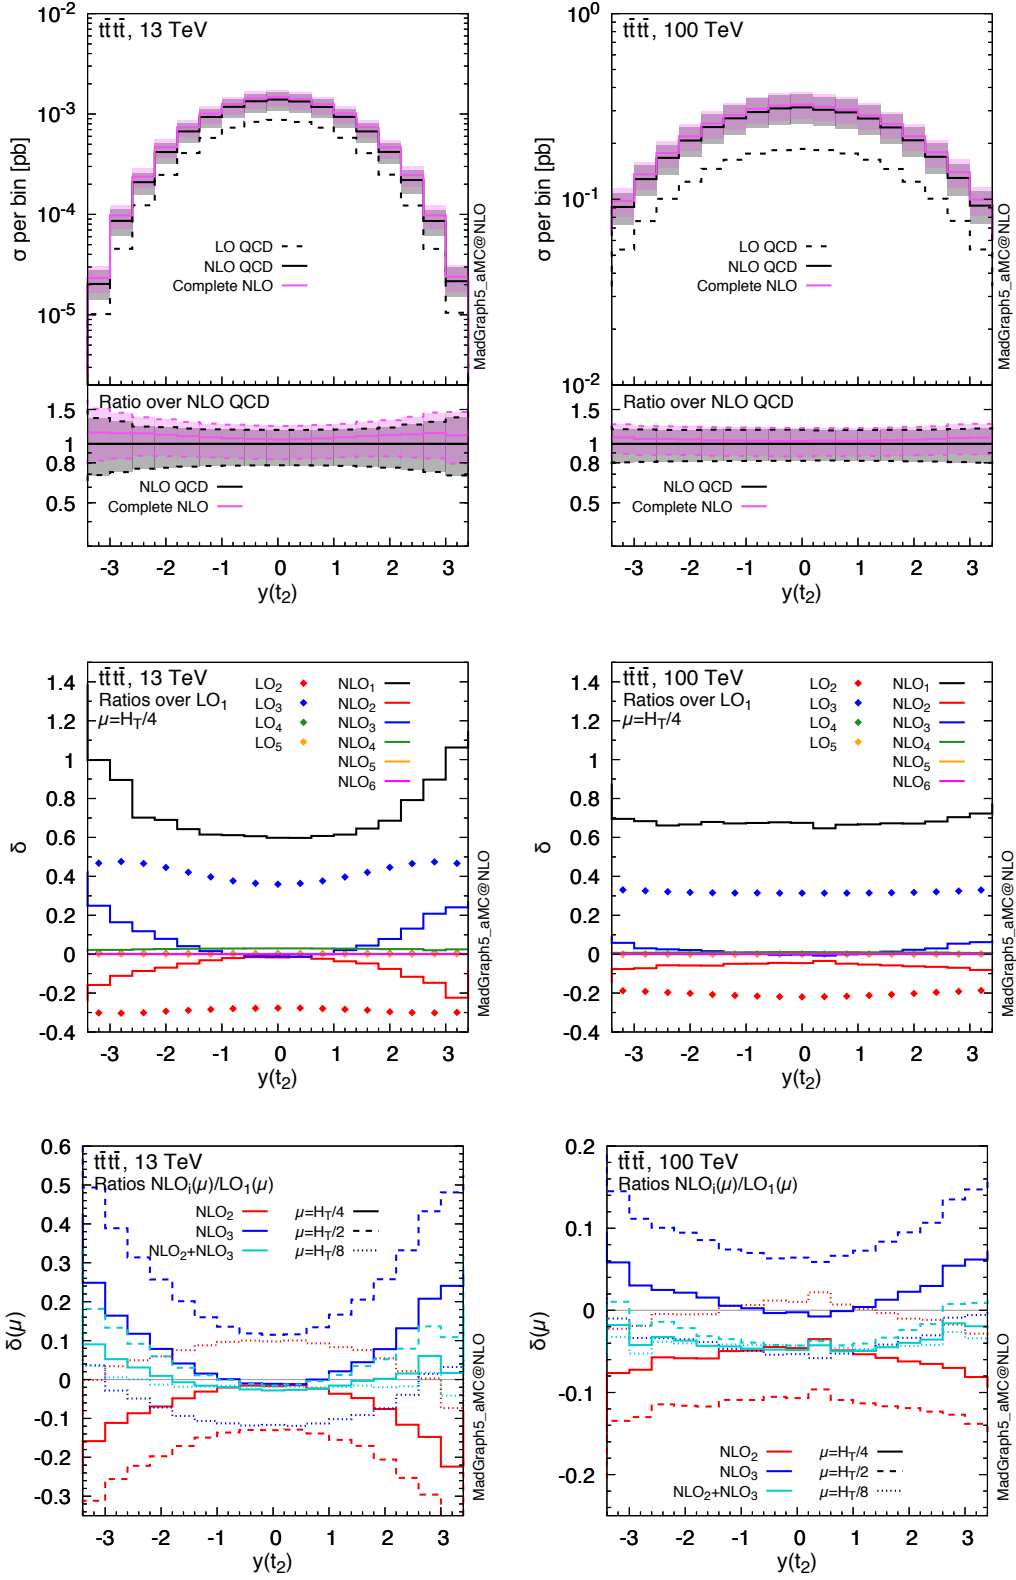 tt̄tt̄, 13 TeV
10⁻²
10⁻³
10⁻⁴
10⁻⁵
σ per bin [pb]
LO QCD
NLO QCD
Complete NLO
MadGraph5_aMC@NLO
Ratio over NLO QCD
1.5
1
0.8
0.5
NLO QCD
Complete NLO
-3 -2 -1 0 1 2 3
y(t₂)
tt̄tt̄, 100 TeV
10⁰
10⁻¹
10⁻²
σ per bin [pb]
LO QCD
NLO QCD
Complete NLO
MadGraph5_aMC@NLO
Ratio over NLO QCD
1.5
1
0.8
0.5
NLO QCD
Complete NLO
-3 -2 -1 0 1 2 3
y(t₂)
tt̄tt̄, 13 TeV
Ratios over LO₁
μ=H_T/4
LO₂ NLO₁
LO₃ NLO₂
LO₄ NLO₃
LO₅ NLO₄
NLO₅
NLO₆
1.4
1.2
1
0.8
0.6
0.4
0.2
0
-0.2
-0.4
δ
MadGraph5_aMC@NLO
-3 -2 -1 0 1 2 3
y(t₂)
tt̄tt̄, 100 TeV
Ratios over LO₁
μ=H_T/4
LO₂ NLO₁
LO₃ NLO₂
LO₄ NLO₃
LO₅ NLO₄
NLO₅
NLO₆
1.4
1.2
1
0.8
0.6
0.4
0.2
0
-0.2
-0.4
δ
MadGraph5_aMC@NLO
-3 -2 -1 0 1 2 3
y(t₂)
tt̄tt̄, 13 TeV
Ratios NLOᵢ(μ)/LO₁(μ)
NLO₂ μ=H_T/4
NLO₃ μ=H_T/2
NLO₂+NLO₃ μ=H_T/8
0.6
0.5
0.4
0.3
0.2
0.1
0
-0.1
-0.2
-0.3
δ(μ)
MadGraph5_aMC@NLO
-3 -2 -1 0 1 2 3
y(t₂)
tt̄tt̄, 100 TeV
Ratios NLOᵢ(μ)/LO₁(μ)
0.2
0.1
0
-0.1
-0.2
δ(μ)
NLO₂ μ=H_T/4
NLO₃ μ=H_T/2
NLO₂+NLO₃ μ=H_T/8
MadGraph5_aMC@NLO
-3 -2 -1 0 1 2 3
y(t₂)